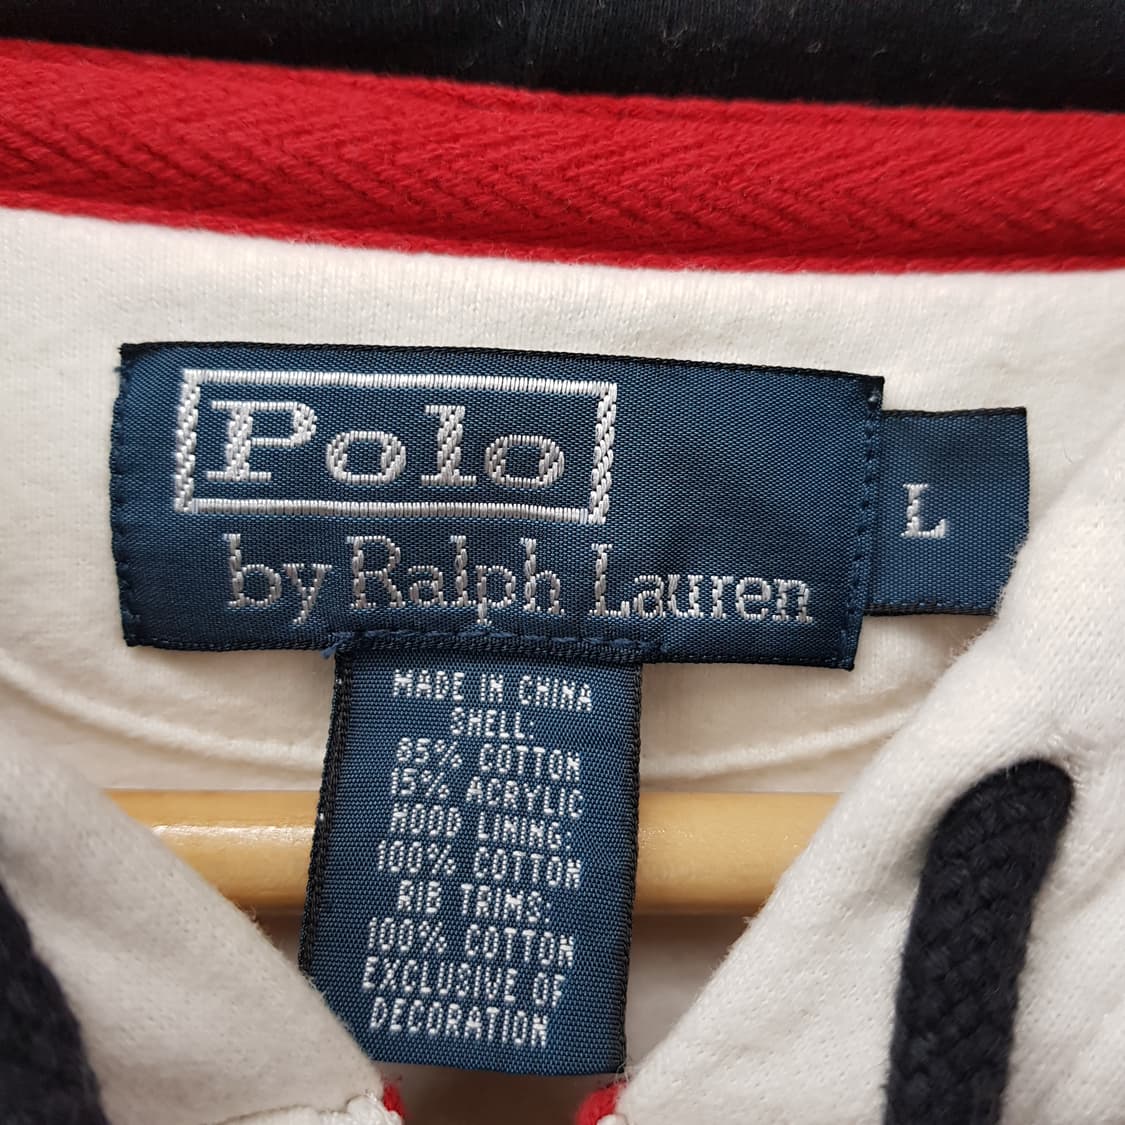 Polo
by Ralph Lauren
L
MADE IN CHINA
SHELL:
85% COTTON
15% ACRYLIC
HOOD LINING:
100% COTTON
RIB TRIMS:
100% COTTON
EXCLUSIVE OF
DECORATION